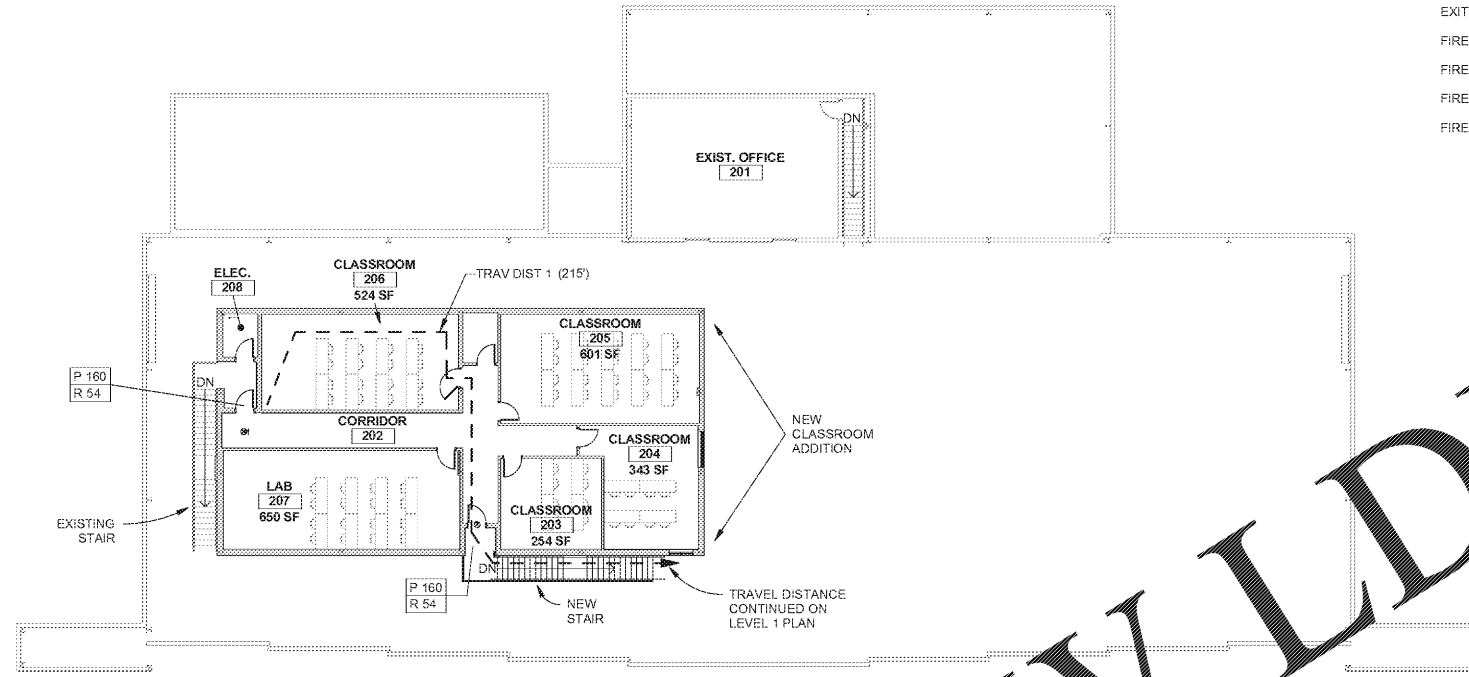 EXIT
FIRE
FIRE
FIRE
FIRE
DN
EXIST. OFFICE
201
ELEC.
208
CLASSROOM
206
524 SF
TRAV DIST 1 (215')
CLASSROOM
205
601 SF
P 160
R 54
DN
CORRIDOR
202
NEW
CLASSROOM
ADDITION
CLASSROOM
204
343 SF
LAB
207
650 SF
CLASSROOM
203
254 SF
EXISTING
STAIR
DN
P 160
R 54
NEW
STAIR
TRAVEL DISTANCE
CONTINUED ON
LEVEL 1 PLAN
Y LD